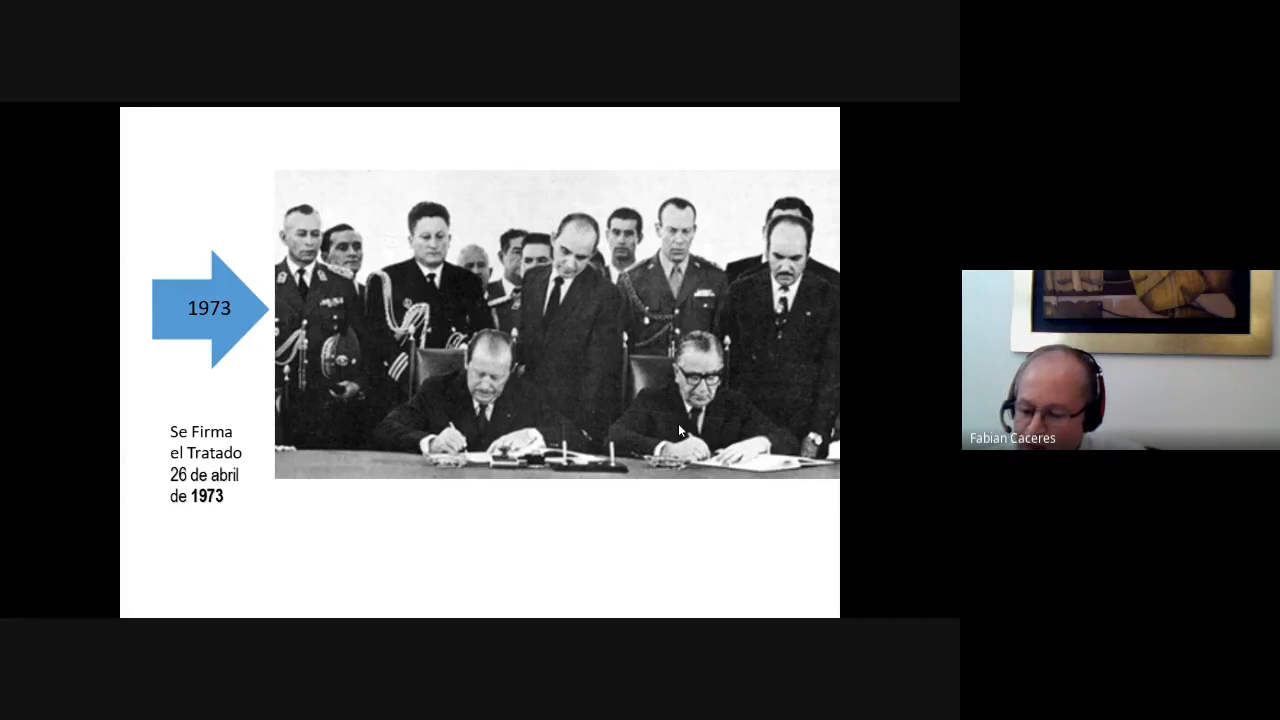 1973
Se Firma
el Tratado
26 de abril
de 1973
Fabian Caceres